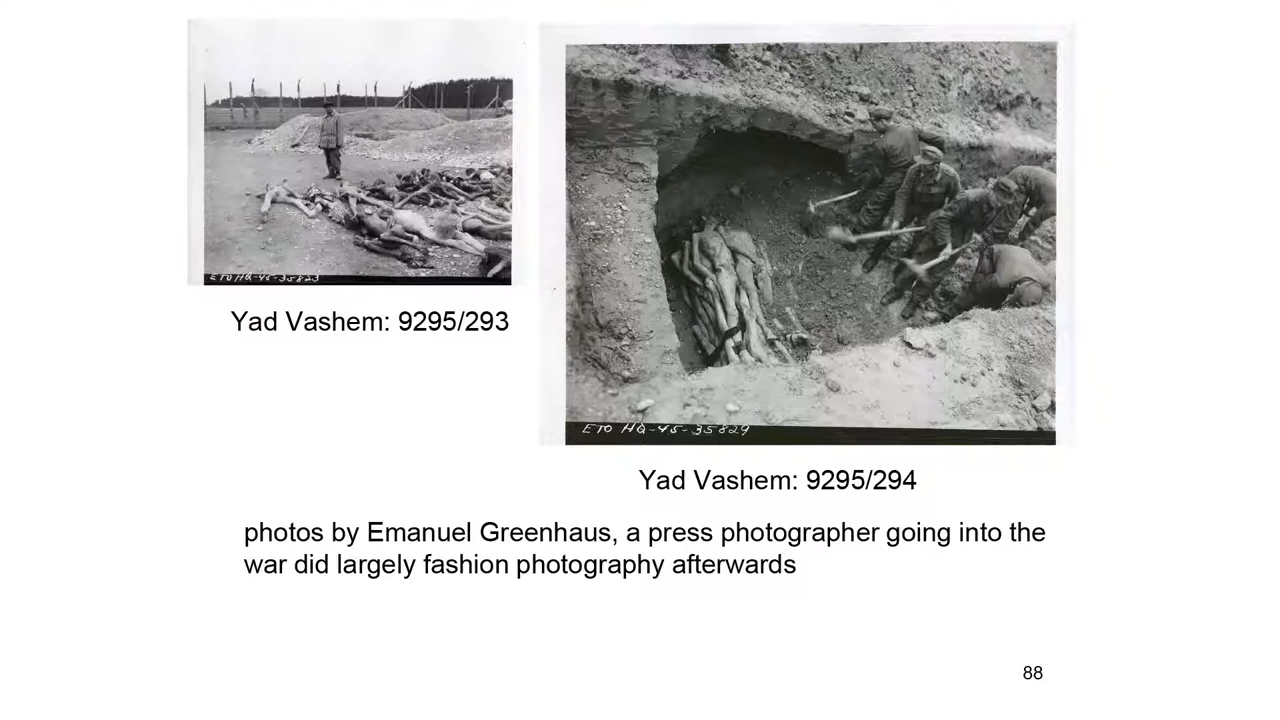 ETO HQ-45-35823
Yad Vashem: 9295/293
ETO HQ-45-35829
Yad Vashem: 9295/294
photos by Emanuel Greenhaus, a press photographer going into the
war did largely fashion photography afterwards
88